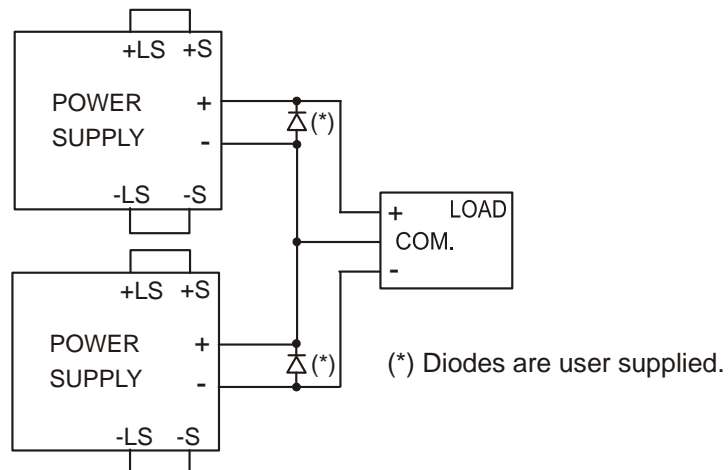 +LS +S
POWER
SUPPLY
+
-
(*)
-LS -S
+ LOAD
COM.
-
+LS +S
POWER
SUPPLY
+
-
(*)
(*) Diodes are user supplied.
-LS -S